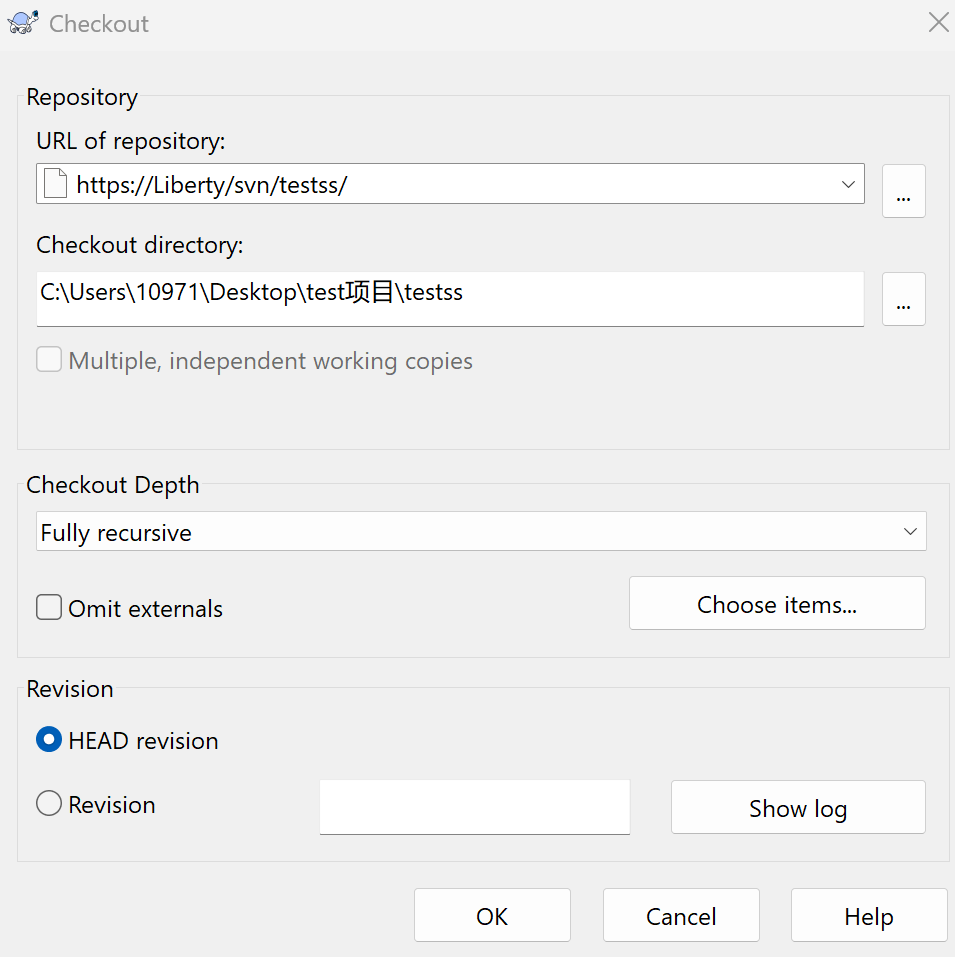 Checkout
Repository
URL of repository:
https://Liberty/svn/testss/
...
Checkout directory:
C:\Users\10971\Desktop\test项目\testss
...
Multiple, independent working copies
Checkout Depth
Fully recursive
Omit externals
Choose items...
Revision
HEAD revision
Revision
Show log
OK
Cancel
Help